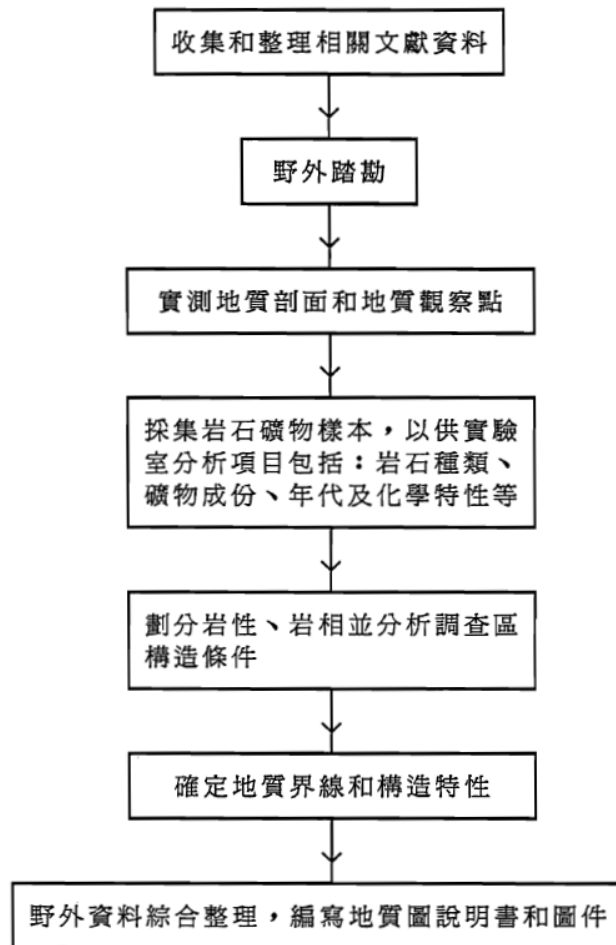 收集和整理相關文獻資料
野外踏勘
實測地質剖面和地質觀察點
採集岩石礦物樣本，以供實驗
室分析項目包括：岩石種類、
礦物成份、年代及化學特性等
劃分岩性、岩相並分析調查區
構造條件
確定地質界線和構造特性
野外資料綜合整理，編寫地質圖說明書和圖件